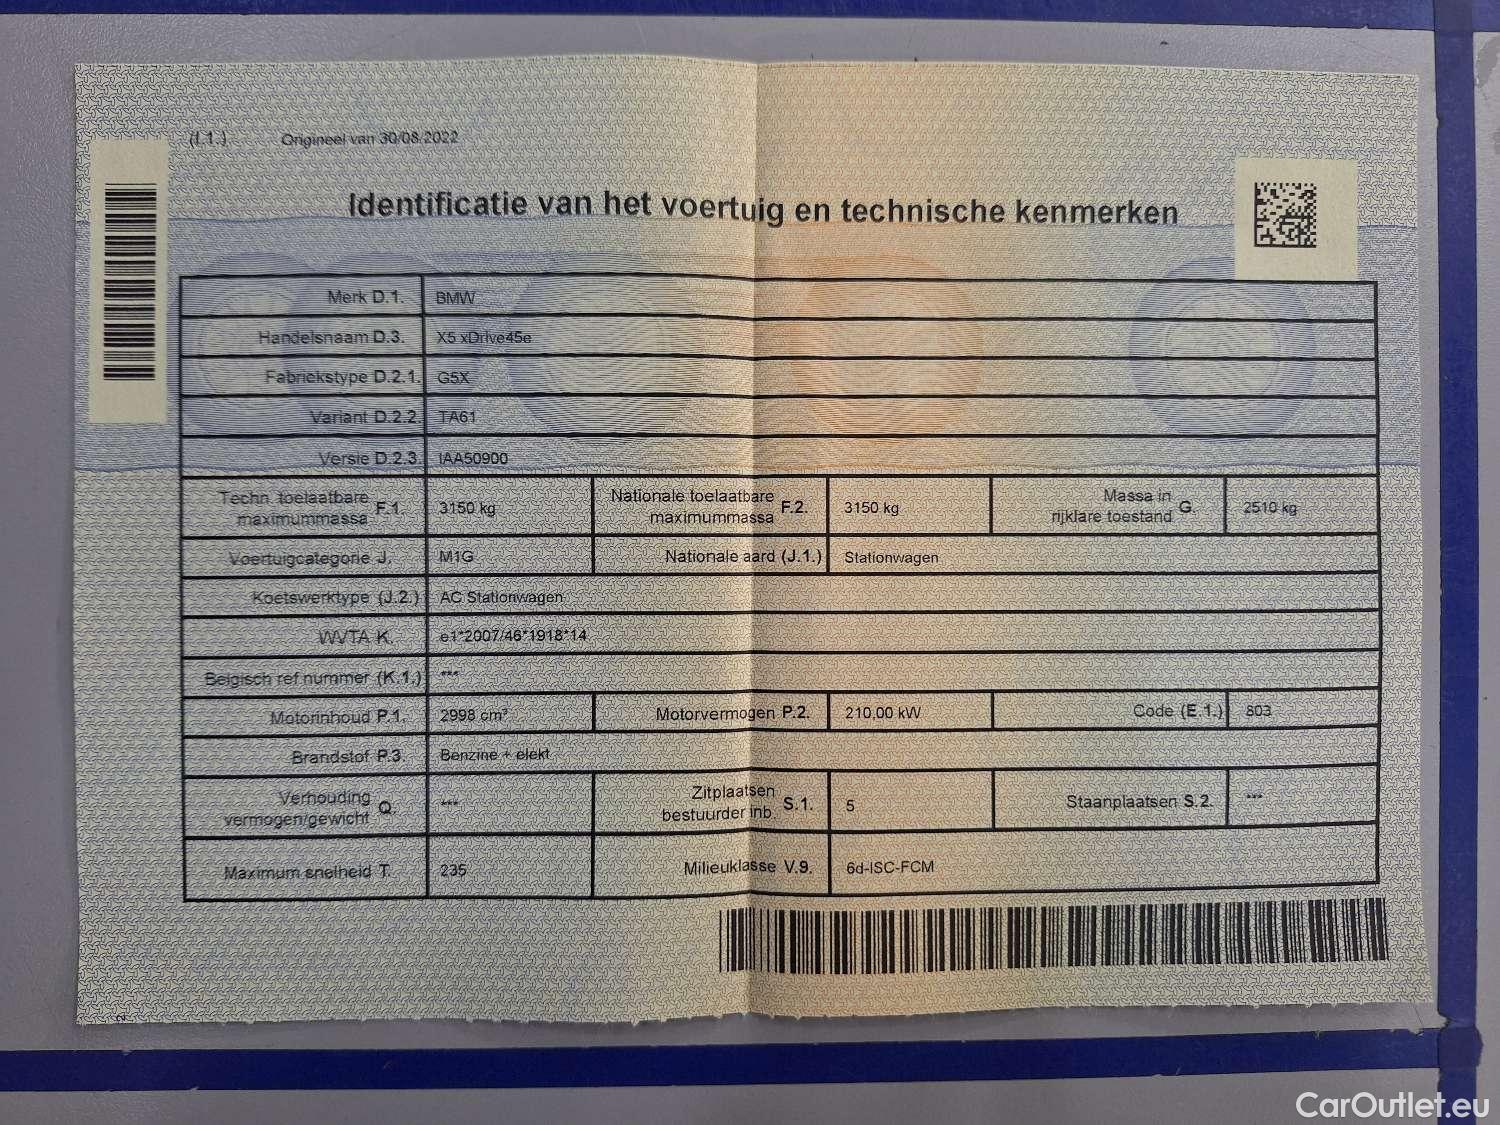 (I.1.) Origineel van 30/08/2022
Identificatie van het voertuig en technische kenmerken
Merk D.1. BMW
Handelsnaam D.3. X5 xDrive45e
Fabriekstype D.2.1. G5X
Variant D.2.2. TA61
Versie D.2.3. IAA50900
Techn. toelaatbare maximummassa F.1. 3150 kg Nationale toelaatbare maximummassa F.2. 3150 kg Massa in rijklare toestand G. 2510 kg
Voertuigcategorie J. M1G Nationale aard (J.1.) Stationwagen
Koetswerktype (J.2.) AC Stationwagen
WVTA K. e1*2007/46*1918*14
Belgisch ref nummer (K.1.) ***
Motorinhoud P.1. 2998 cm³ Motorvermogen P.2. 210,00 kW Code (E.1.) 803
Brandstof P.3. Benzine + elekt
Verhouding vermogen/gewicht Q. *** Zitplaatsen bestuurder inb. S.1. 5 Staanplaatsen S.2. ***
Maximum snelheid T. 235 Milieuklasse V.9. 6d-ISC-FCM
2
CarOutlet.eu